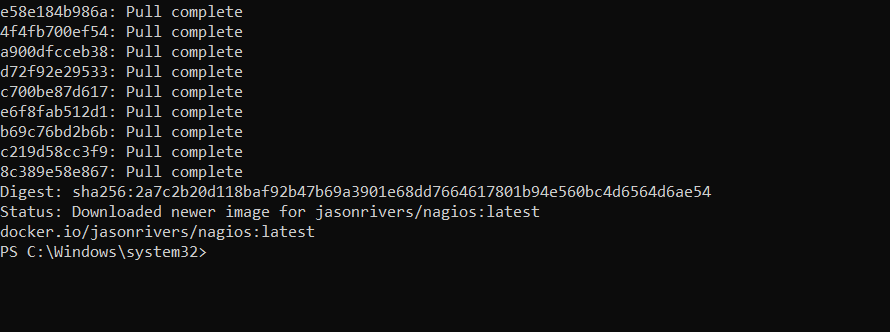 e58e184b986a: Pull complete
4f4fb700ef54: Pull complete
a900dfcceb38: Pull complete
d72f92e29533: Pull complete
c700be87d617: Pull complete
e6f8fab512d1: Pull complete
b69c76bd2b6b: Pull complete
c219d58cc3f9: Pull complete
8c389e58e867: Pull complete
Digest: sha256:2a7c2b20d118baf92b47b69a3901e68dd7664617801b94e560bc4d6564d6ae54
Status: Downloaded newer image for jasonrivers/nagios:latest
docker.io/jasonrivers/nagios:latest
PS C:\Windows\system32>